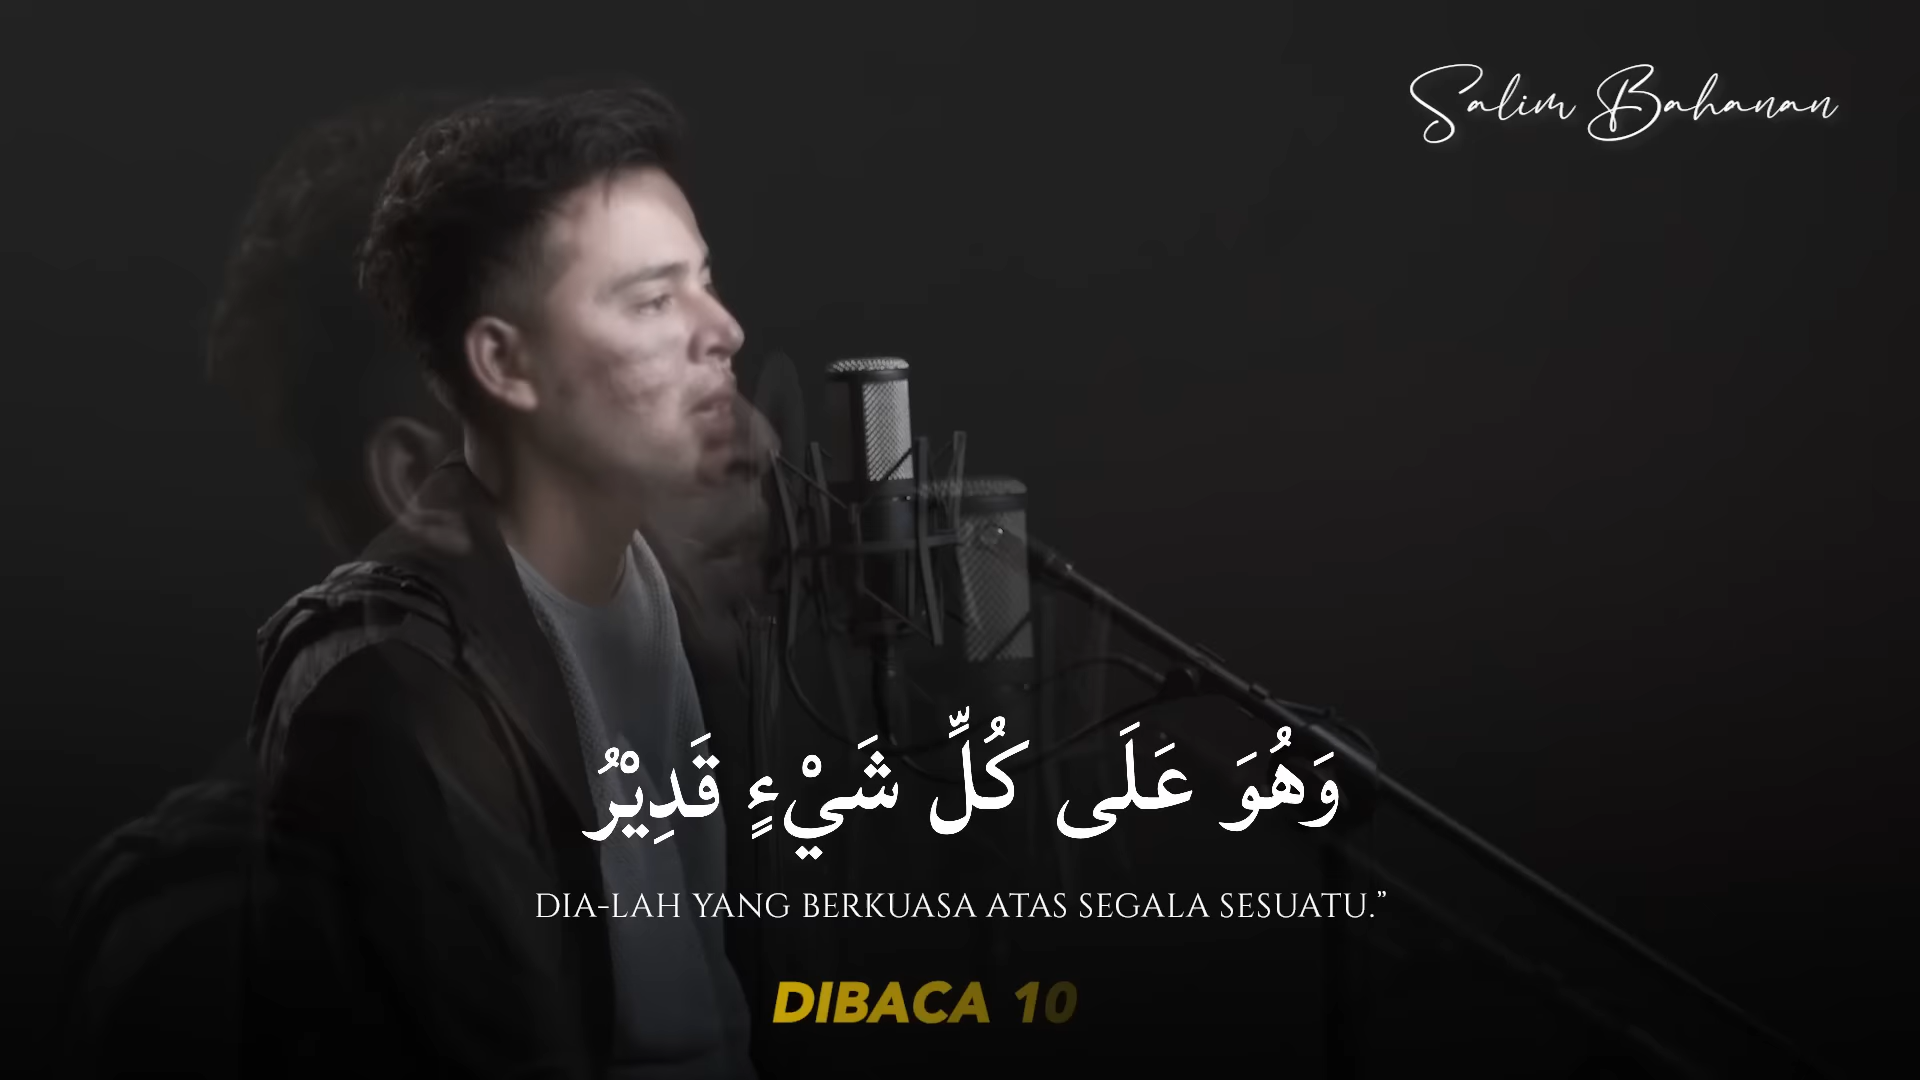 Salim Bahanan
وَهُوَ عَلَى كُلِّ شَيْءٍ قَدِيْرُ
DIA-LAH YANG BERKUASA ATAS SEGALA SESUATU.”
DIBACA 10